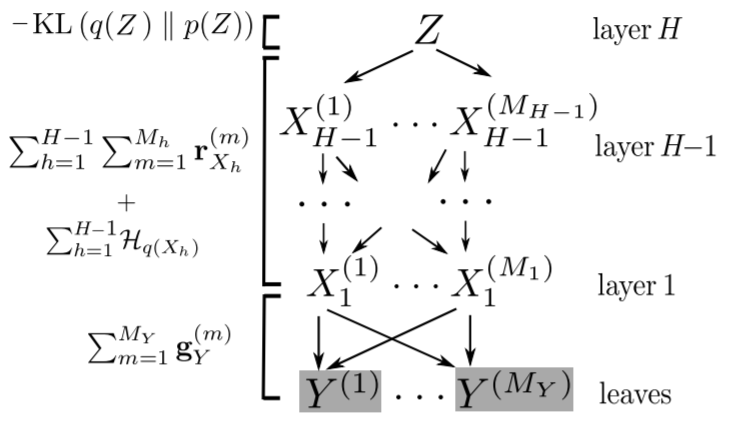 −KL (q(Z) ∥ p(Z))
Z
layer H
X_{H−1}^{(1)} ··· X_{H−1}^{(M_{H−1})}
layer H−1
∑_{h=1}^{H−1} ∑_{m=1}^{M_h} r_{X_h}^{(m)}
+
∑_{h=1}^{H−1} ℋ_{q(X_h)}
··· ···
X_1^{(1)} ··· X_1^{(M_1)}
layer 1
∑_{m=1}^{M_Y} g_Y^{(m)}
Y^{(1)} ··· Y^{(M_Y)}
leaves